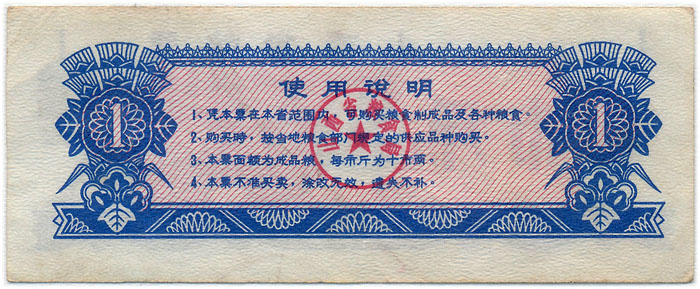 使用说明
1 1
1、凭本票在本省范围内，可购买粮食制成品及各种粮食。
2、购买时，按当地粮食部门规定的供应品种购买。
3、本票面额为成品粮，每市斤为十市两。
4、本票不准买卖，涂改无效，遗失不补。